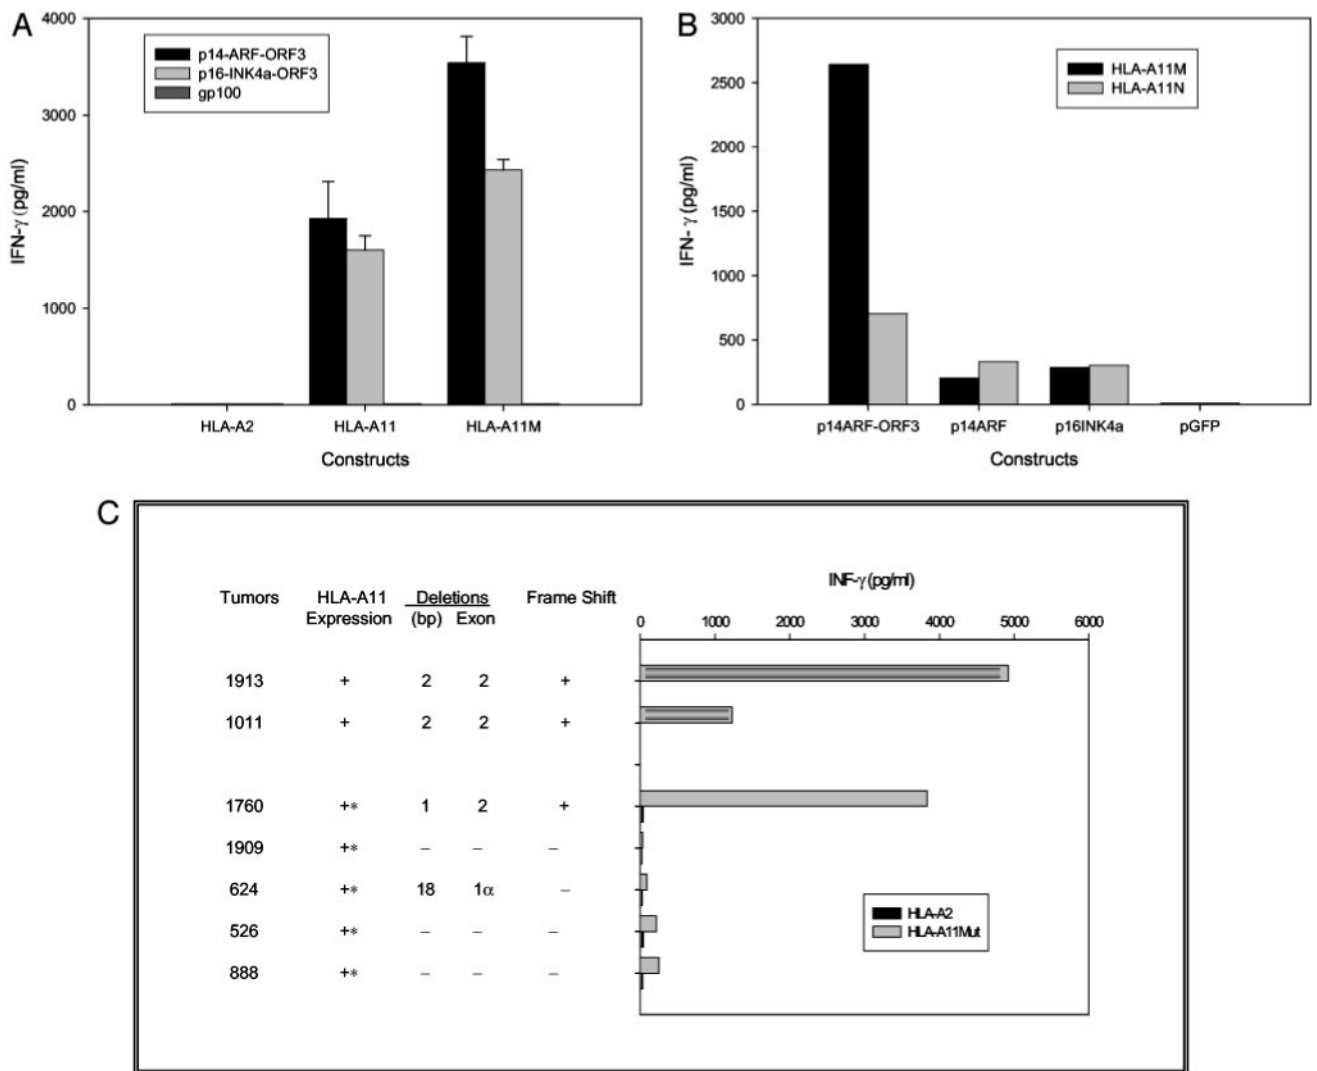 A
4000
3000
2000
1000
0
IFN-γ (pg/ml)
p14-ARF-ORF3
p16-INK4a-ORF3
gp100
HLA-A2 HLA-A11 HLA-A11M
Constructs
B
3000
2500
2000
1500
1000
500
0
IFN- γ (pg/ml)
HLA-A11M
HLA-A11N
p14ARF-ORF3 p14ARF p16INK4a pGFP
Constructs
C
INF-γ (pg/ml)
Tumors HLA-A11 Deletions Frame Shift
Expression (bp) Exon
0 1000 2000 3000 4000 5000 6000
1913 + 2 2 +
1011 + 2 2 +
1760 +* 1 2 +
1909 +* – – –
624 +* 18 1α –
526 +* – – –
888 +* – – –
HLA-A2
HLA-A11Mut